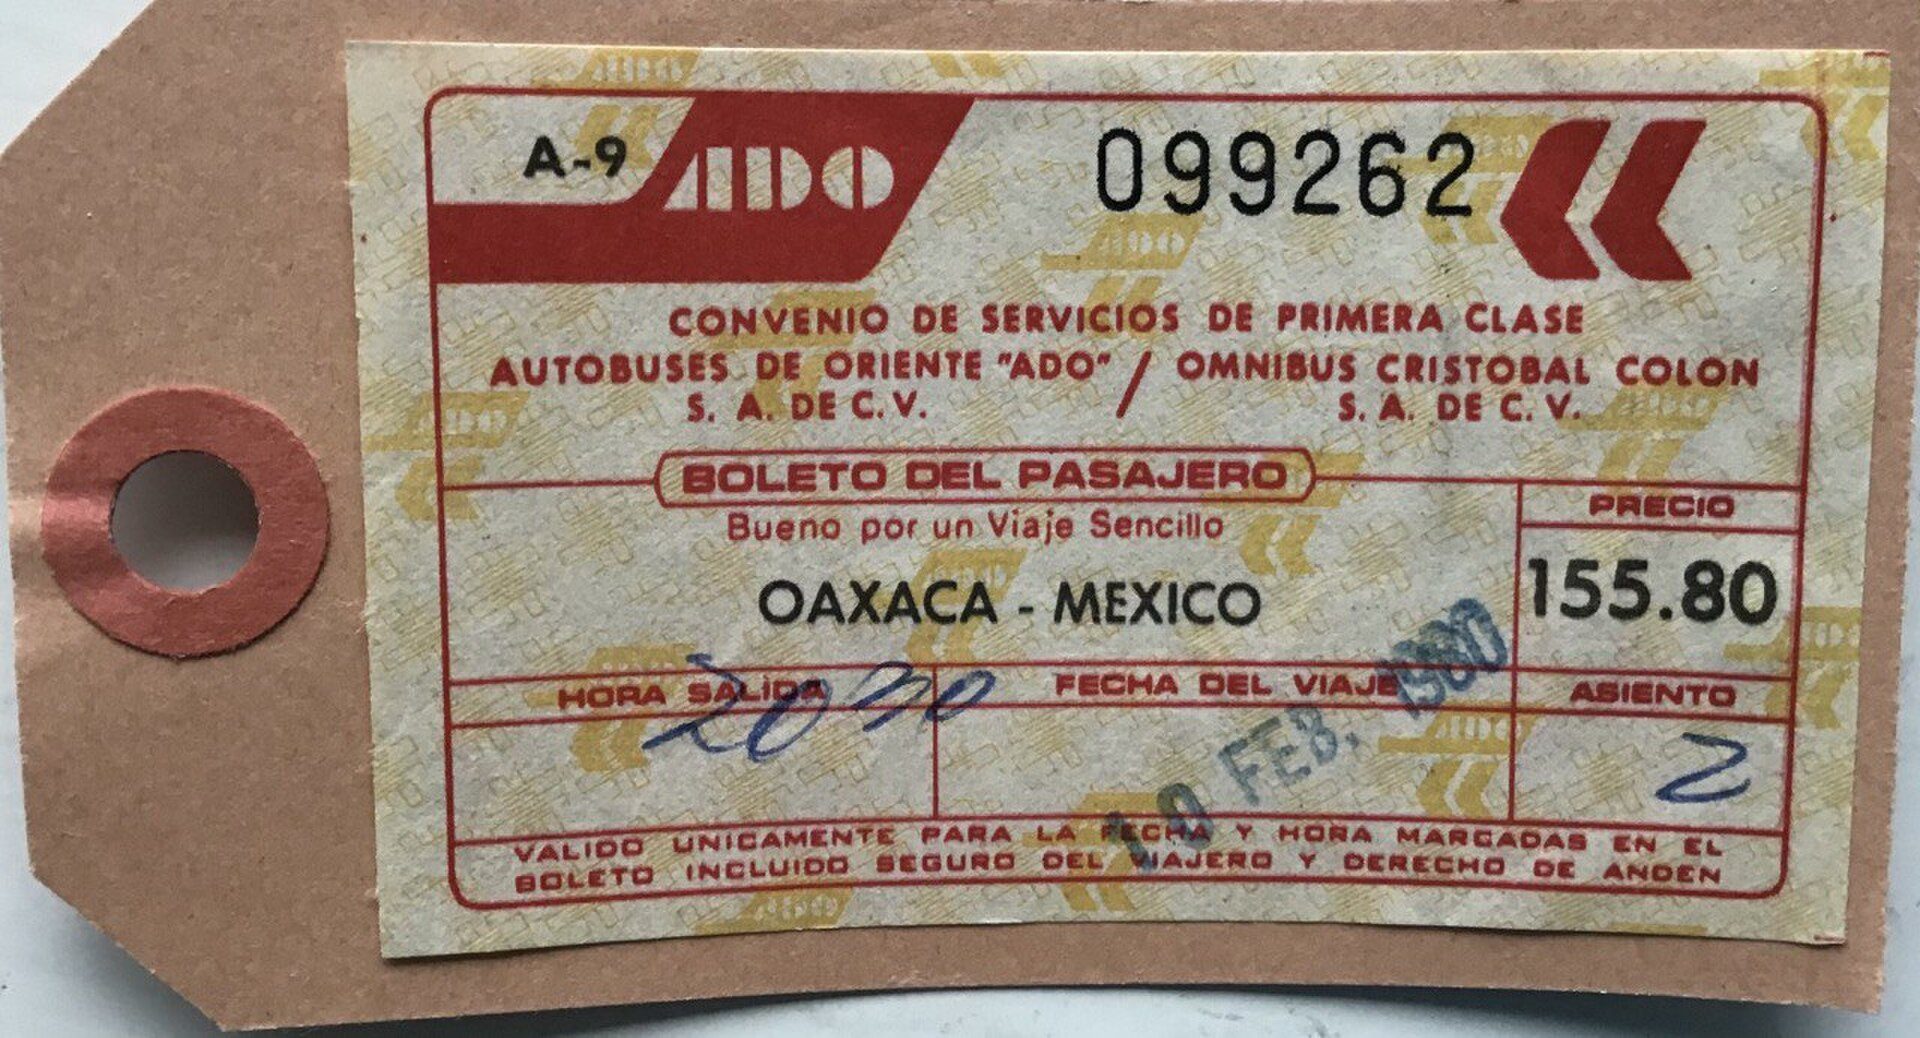 A-9 ADO 099262
CONVENIO DE SERVICIOS DE PRIMERA CLASE
AUTOBUSES DE ORIENTE "ADO" / OMNIBUS CRISTOBAL COLON
S. A. DE C. V. S. A. DE C. V.
BOLETO DEL PASAJERO
Bueno por un Viaje Sencillo
PRECIO
OAXACA - MEXICO
155.80
HORA SALIDA
FECHA DEL VIAJE
ASIENTO
2030
10 FEB. 1980
2
VALIDO UNICAMENTE PARA LA FECHA Y HORA MARCADAS EN EL
BOLETO INCLUIDO SEGURO DEL VIAJERO Y DERECHO DE ANDEN